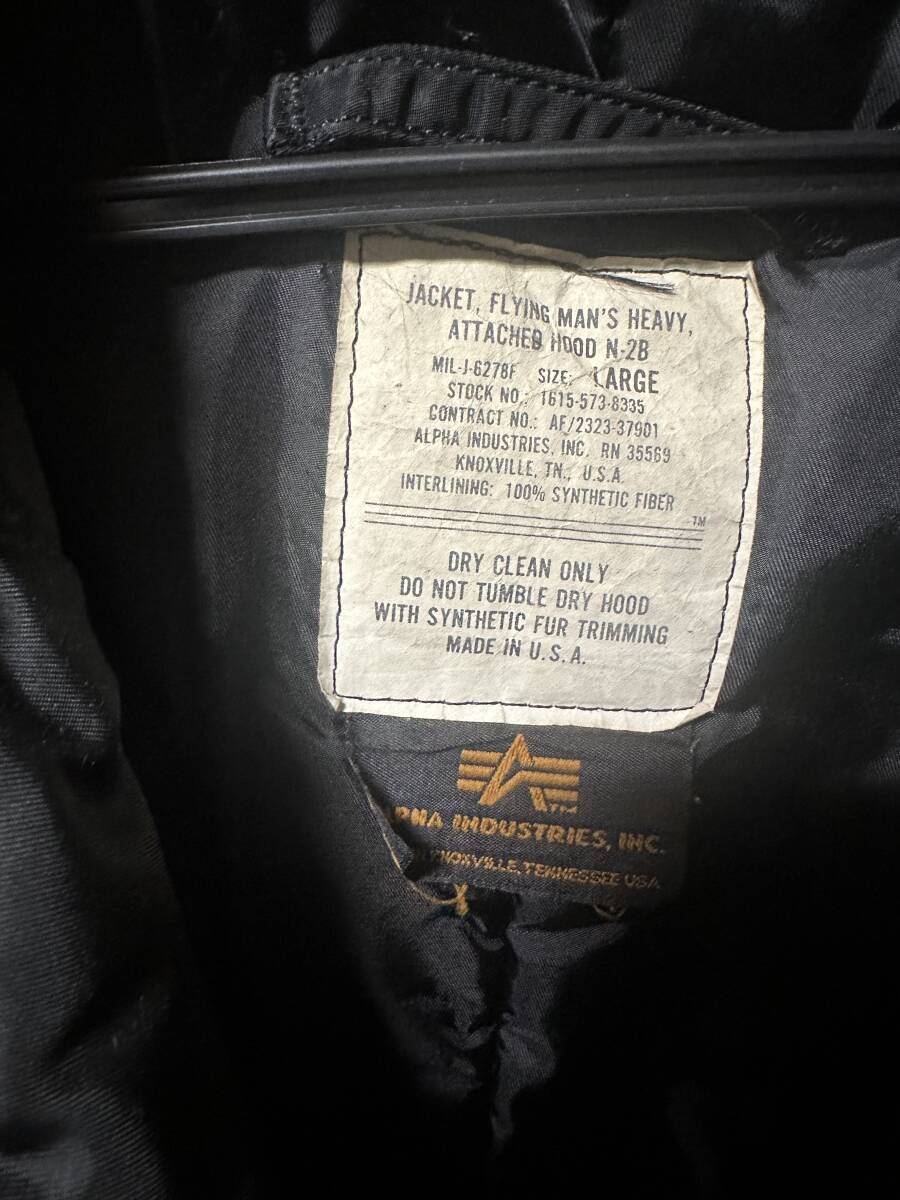 JACKET, FLYING MAN'S HEAVY,
ATTACHED HOOD N-2B
MIL-J-6278F SIZE: LARGE
STOCK NO.: 1615-573-8335
CONTRACT NO.: AF/2323-37901
ALPHA INDUSTRIES, INC. RN 35569
KNOXVILLE, TN., U.S.A.
INTERLINING: 100% SYNTHETIC FIBER
TM
DRY CLEAN ONLY
DO NOT TUMBLE DRY HOOD
WITH SYNTHETIC FUR TRIMMING
MADE IN U.S.A.
TM
PHA INDUSTRIES, INC.
KNOXVILLE, TENNESSEE USA